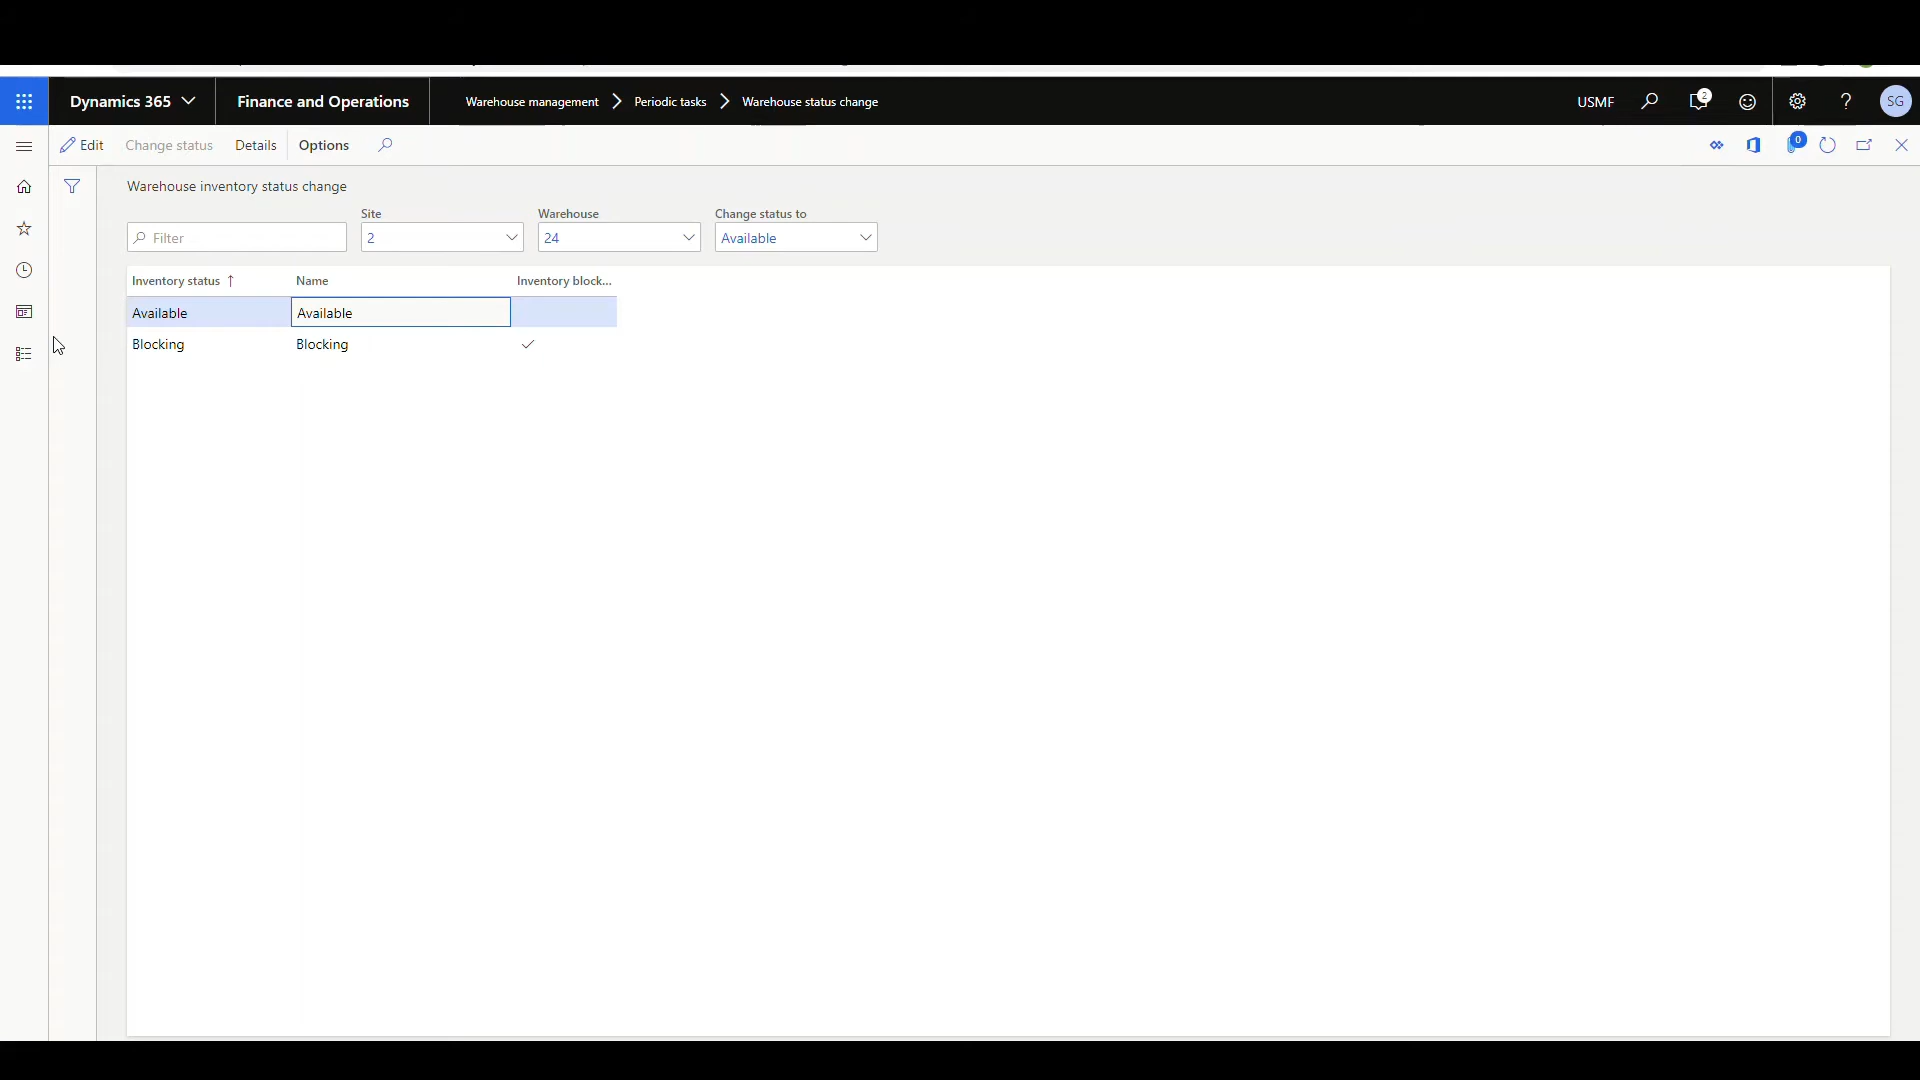 Dynamics 365 Finance and Operations Warehouse management Periodic tasks Warehouse status change USMF 2 ? SG
Edit Change status Details Options 0
Warehouse inventory status change
Site Warehouse Change status to
Filter 2 24 Available
Inventory status ↑ Name Inventory block...
Available Available
Blocking Blocking